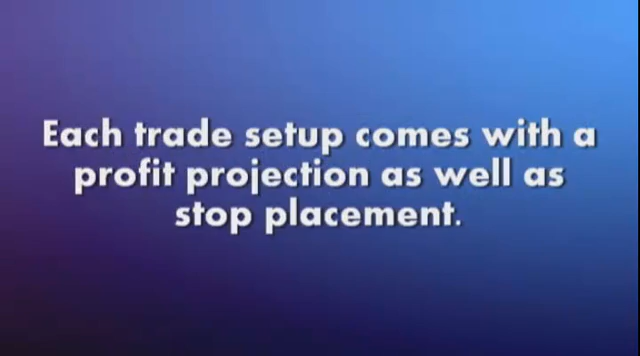 Each trade setup comes with a
profit projection as well as
stop placement.